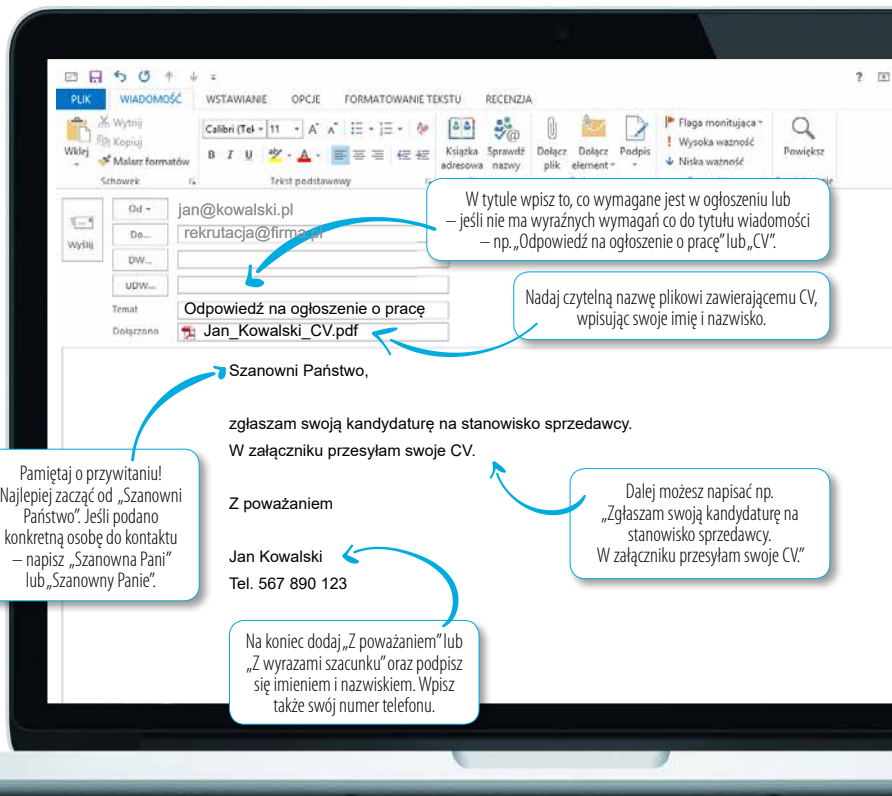 ?
PLIK WIADOMOŚĆ WSTAWIANIE OPCJE FORMATOWANIE TEKSTU RECENZJA
Wklej
Wytnij
Kopiuj
Malarz formatów
Schowek
Calibri (Tek 11 A A
B I U A
Tekst podstawowy
Książka adresowa
Sprawdź nazwy
Dołącz plik
Dołącz element
Podpis
Flaga monitująca
Wysoka ważność
Niska ważność
Powiększ
Wyślij
Od jan@kowalski.pl
Do... rekrutacja@firma.pl
DW...
UDW...
Temat Odpowiedź na ogłoszenie o pracę
Dołączono Jan_Kowalski_CV.pdf
W tytule wpisz to, co wymagane jest w ogłoszeniu lub
– jeśli nie ma wyraźnych wymagań co do tytułu wiadomości
– np. „Odpowiedź na ogłoszenie o pracę” lub „CV”.
Nadaj czytelną nazwę plikowi zawierającemu CV,
wpisując swoje imię i nazwisko.
Szanowni Państwo,
zgłaszam swoją kandydaturę na stanowisko sprzedawcy.
W załączniku przesyłam swoje CV.
Z poważaniem
Jan Kowalski
Tel. 567 890 123
Pamiętaj o przywitaniu!
Najlepiej zacząć od „Szanowni
Państwo”. Jeśli podano
konkretną osobę do kontaktu
– napisz „Szanowna Pani”
lub „Szanowny Panie”.
Dalej możesz napisać np.
„Zgłaszam swoją kandydaturę na
stanowisko sprzedawcy.
W załączniku przesyłam swoje CV.”
Na koniec dodaj „Z poważaniem” lub
„Z wyrazami szacunku” oraz podpisz
się imieniem i nazwiskiem. Wpisz
także swój numer telefonu.